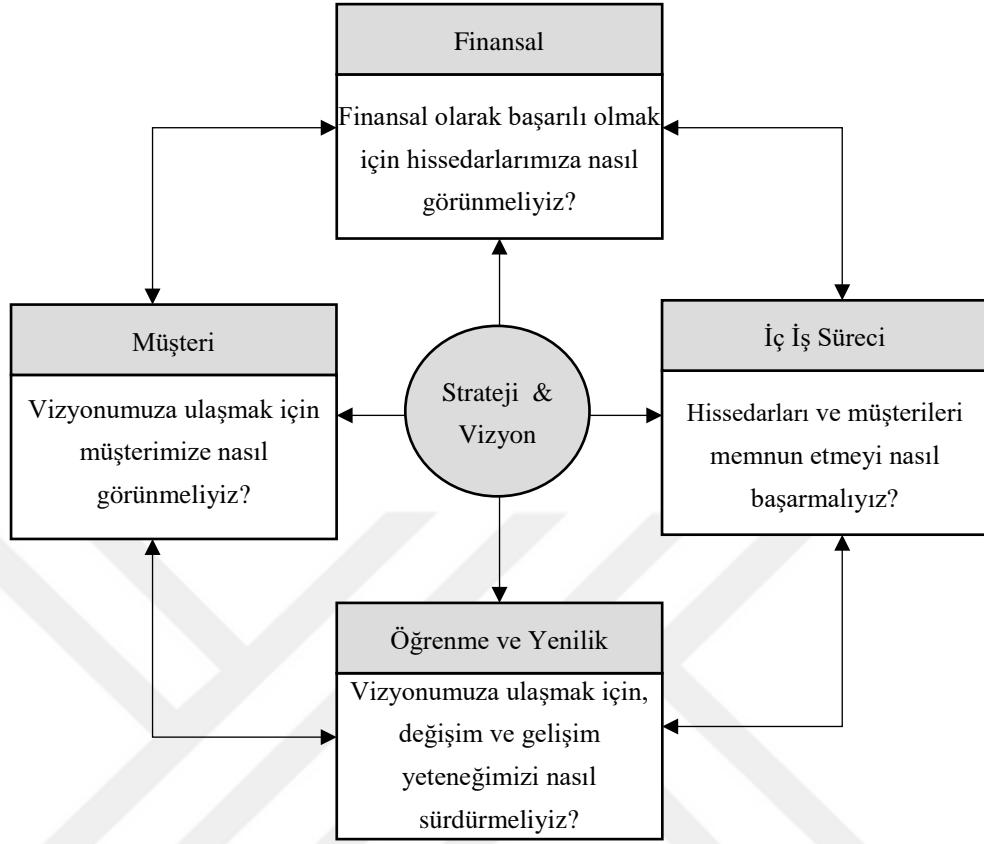 Finansal
Finansal olarak başarılı olmak
için hissedarlarımıza nasıl
görünmeliyiz?
Müşteri
Vizyonumuza ulaşmak için
müşterimize nasıl
görünmeliyiz?
Strateji & 
Vizyon
İç İş Süreci
Hissedarları ve müşterileri
memnun etmeyi nasıl
başarmalıyız?
Öğrenme ve Yenilik
Vizyonumuza ulaşmak için,
değişim ve gelişim
yeteneğimizi nasıl
sürdürmeliyiz?